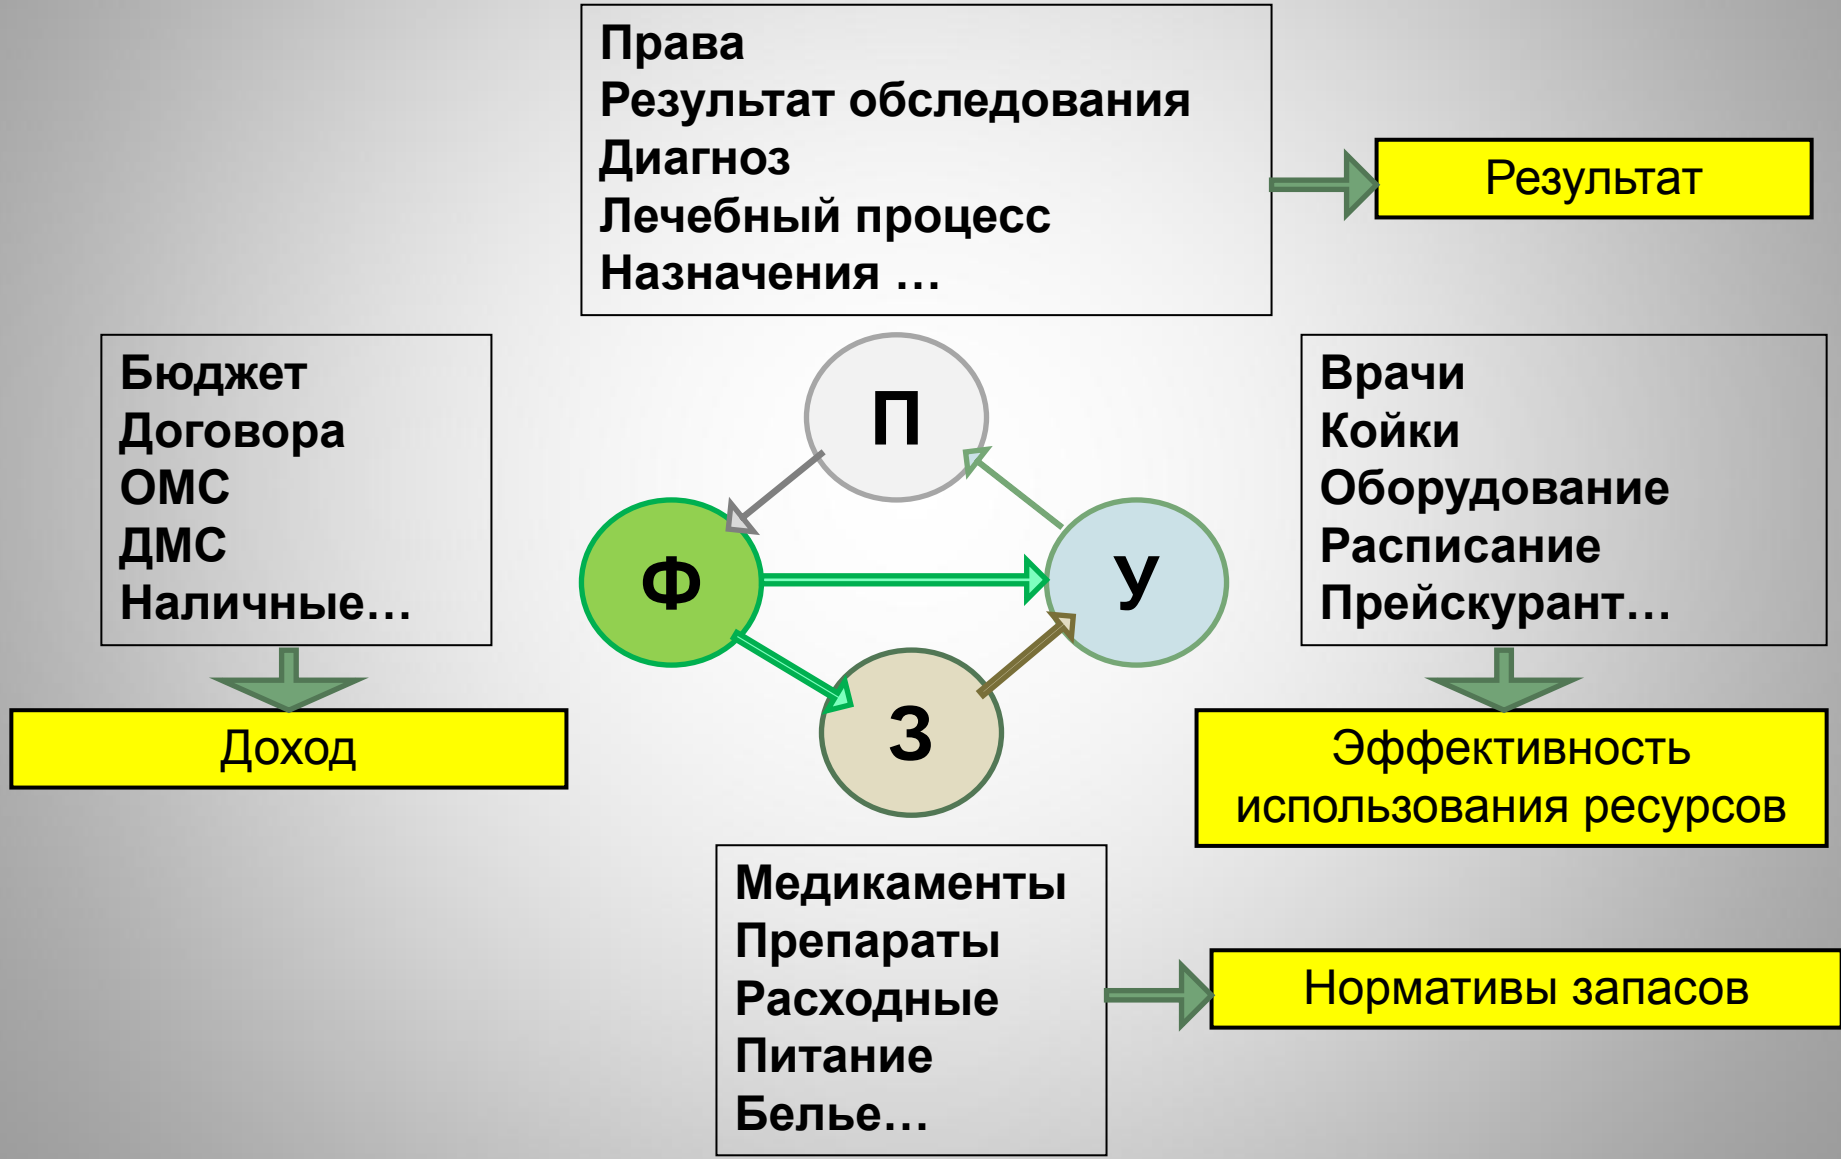 Права
Результат обследования
Диагноз
Лечебный процесс
Назначения …
Результат
Бюджет
Договора
ОМС
ДМС
Наличные…
Доход
П
Ф
У
З
Врачи
Койки
Оборудование
Расписание
Прейскурант…
Эффективность
использования ресурсов
Медикаменты
Препараты
Расходные
Питание
Белье…
Нормативы запасов